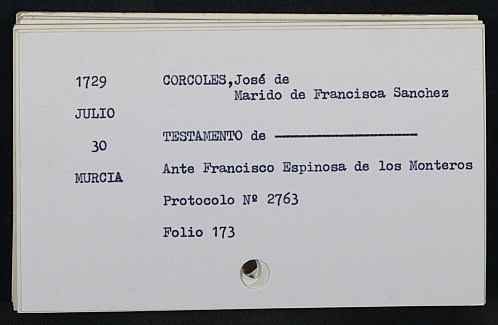 1729 CORCOLES,José de
Marido de Francisca Sanchez
JULIO
30 TESTAMENTO de ————————
MURCIA Ante Francisco Espinosa de los Monteros
Protocolo Nº 2763
Folio 173